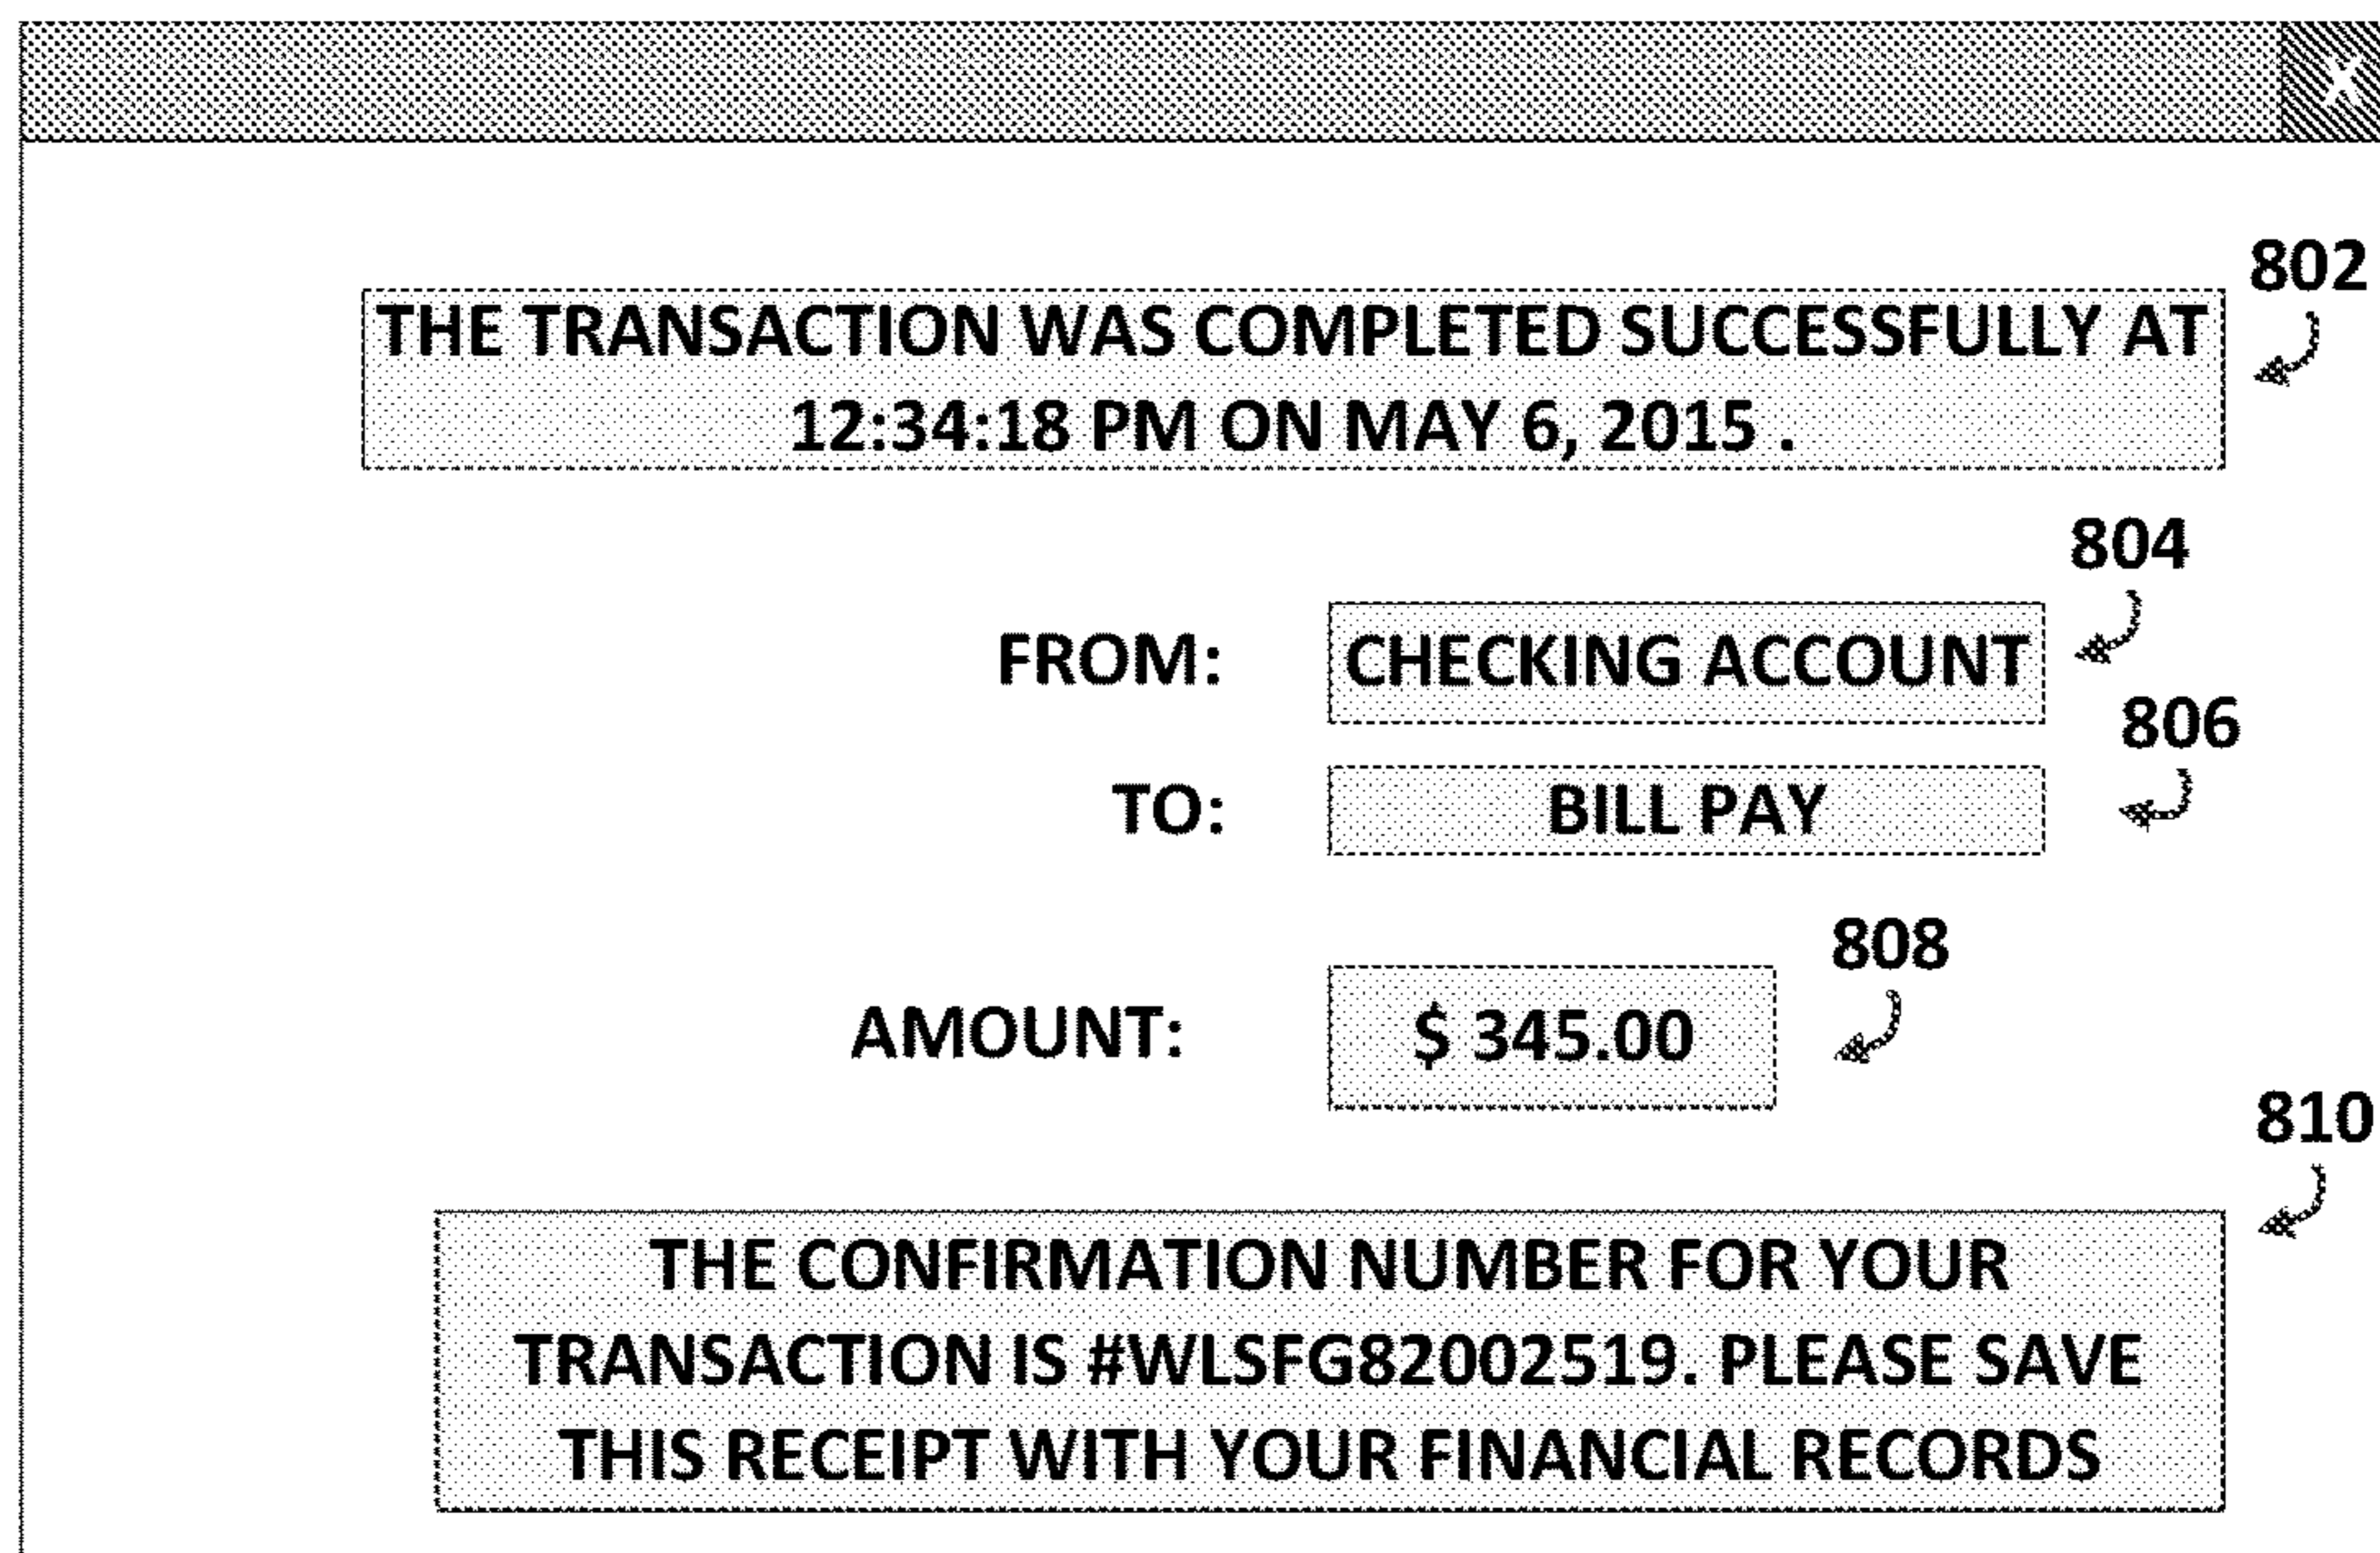 X
802
THE TRANSACTION WAS COMPLETED SUCCESSFULLY AT
12:34:18 PM ON MAY 6, 2015 .
804
FROM: CHECKING ACCOUNT
806
TO: BILL PAY
808
AMOUNT: $ 345.00
810
THE CONFIRMATION NUMBER FOR YOUR
TRANSACTION IS #WLSFG82002519. PLEASE SAVE
THIS RECEIPT WITH YOUR FINANCIAL RECORDS